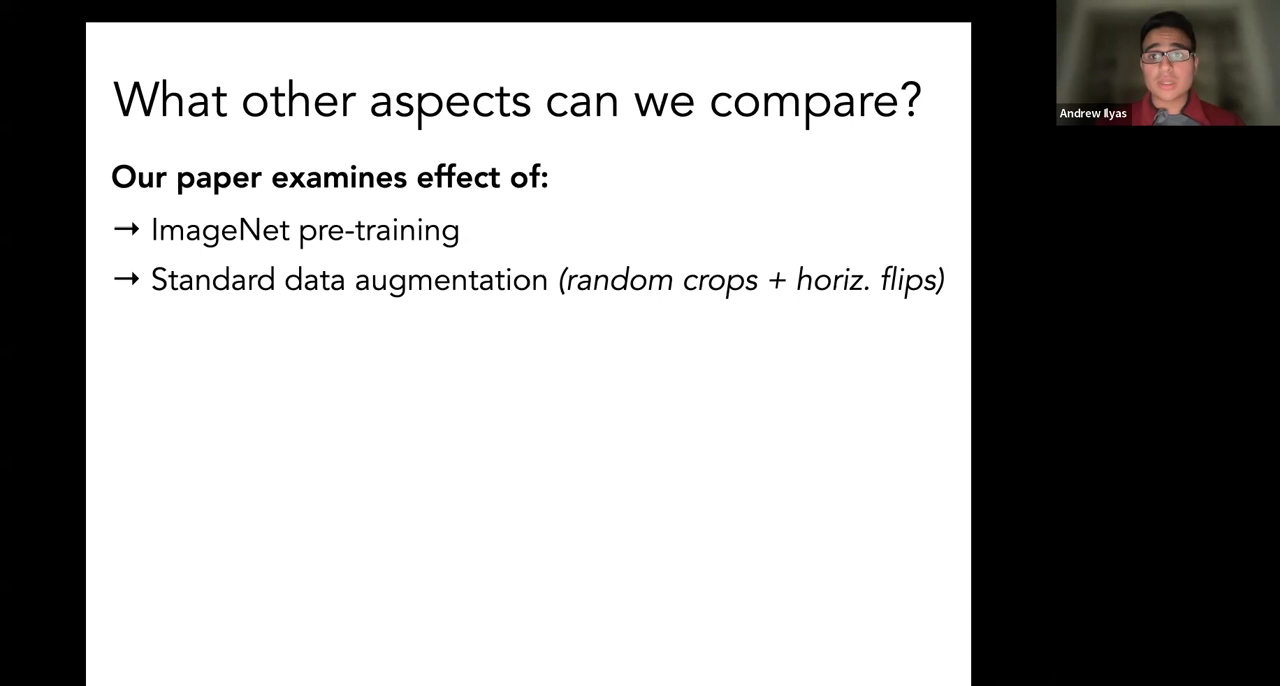 What other aspects can we compare?
Our paper examines effect of:
→ ImageNet pre-training
→ Standard data augmentation (random crops + horiz. flips)
Andrew Ilyas